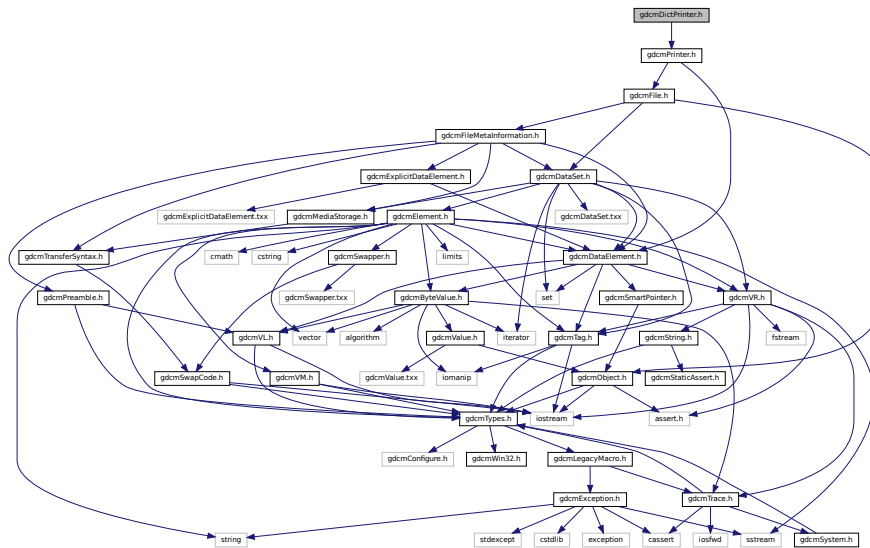 gdcmDictPrinter.h
gdcmPrinter.h
gdcmFile.h
gdcmFileMetaInformation.h
gdcmExplicitDataElement.h
gdcmDataSet.h
gdcmExplicitDataElement.txx
gdcmMediaStorage.h
gdcmElement.h
gdcmDataSet.txx
gdcmTransferSyntax.h
cmath
cstring
gdcmSwapper.h
limits
gdcmDataElement.h
gdcmPreamble.h
gdcmSwapper.txx
gdcmByteValue.h
set
gdcmSmartPointer.h
gdcmVR.h
gdcmVL.h
vector
algorithm
gdcmValue.h
iterator
gdcmTag.h
gdcmString.h
fstream
gdcmSwapCode.h
gdcmVM.h
gdcmValue.txx
iomanip
gdcmObject.h
gdcmStaticAssert.h
gdcmTypes.h
iostream
assert.h
gdcmConfigure.h
gdcmWin32.h
gdcmLegacyMacro.h
gdcmException.h
gdcmTrace.h
string
stdexcept
cstdlib
exception
cassert
iosfwd
sstream
gdcmSystem.h